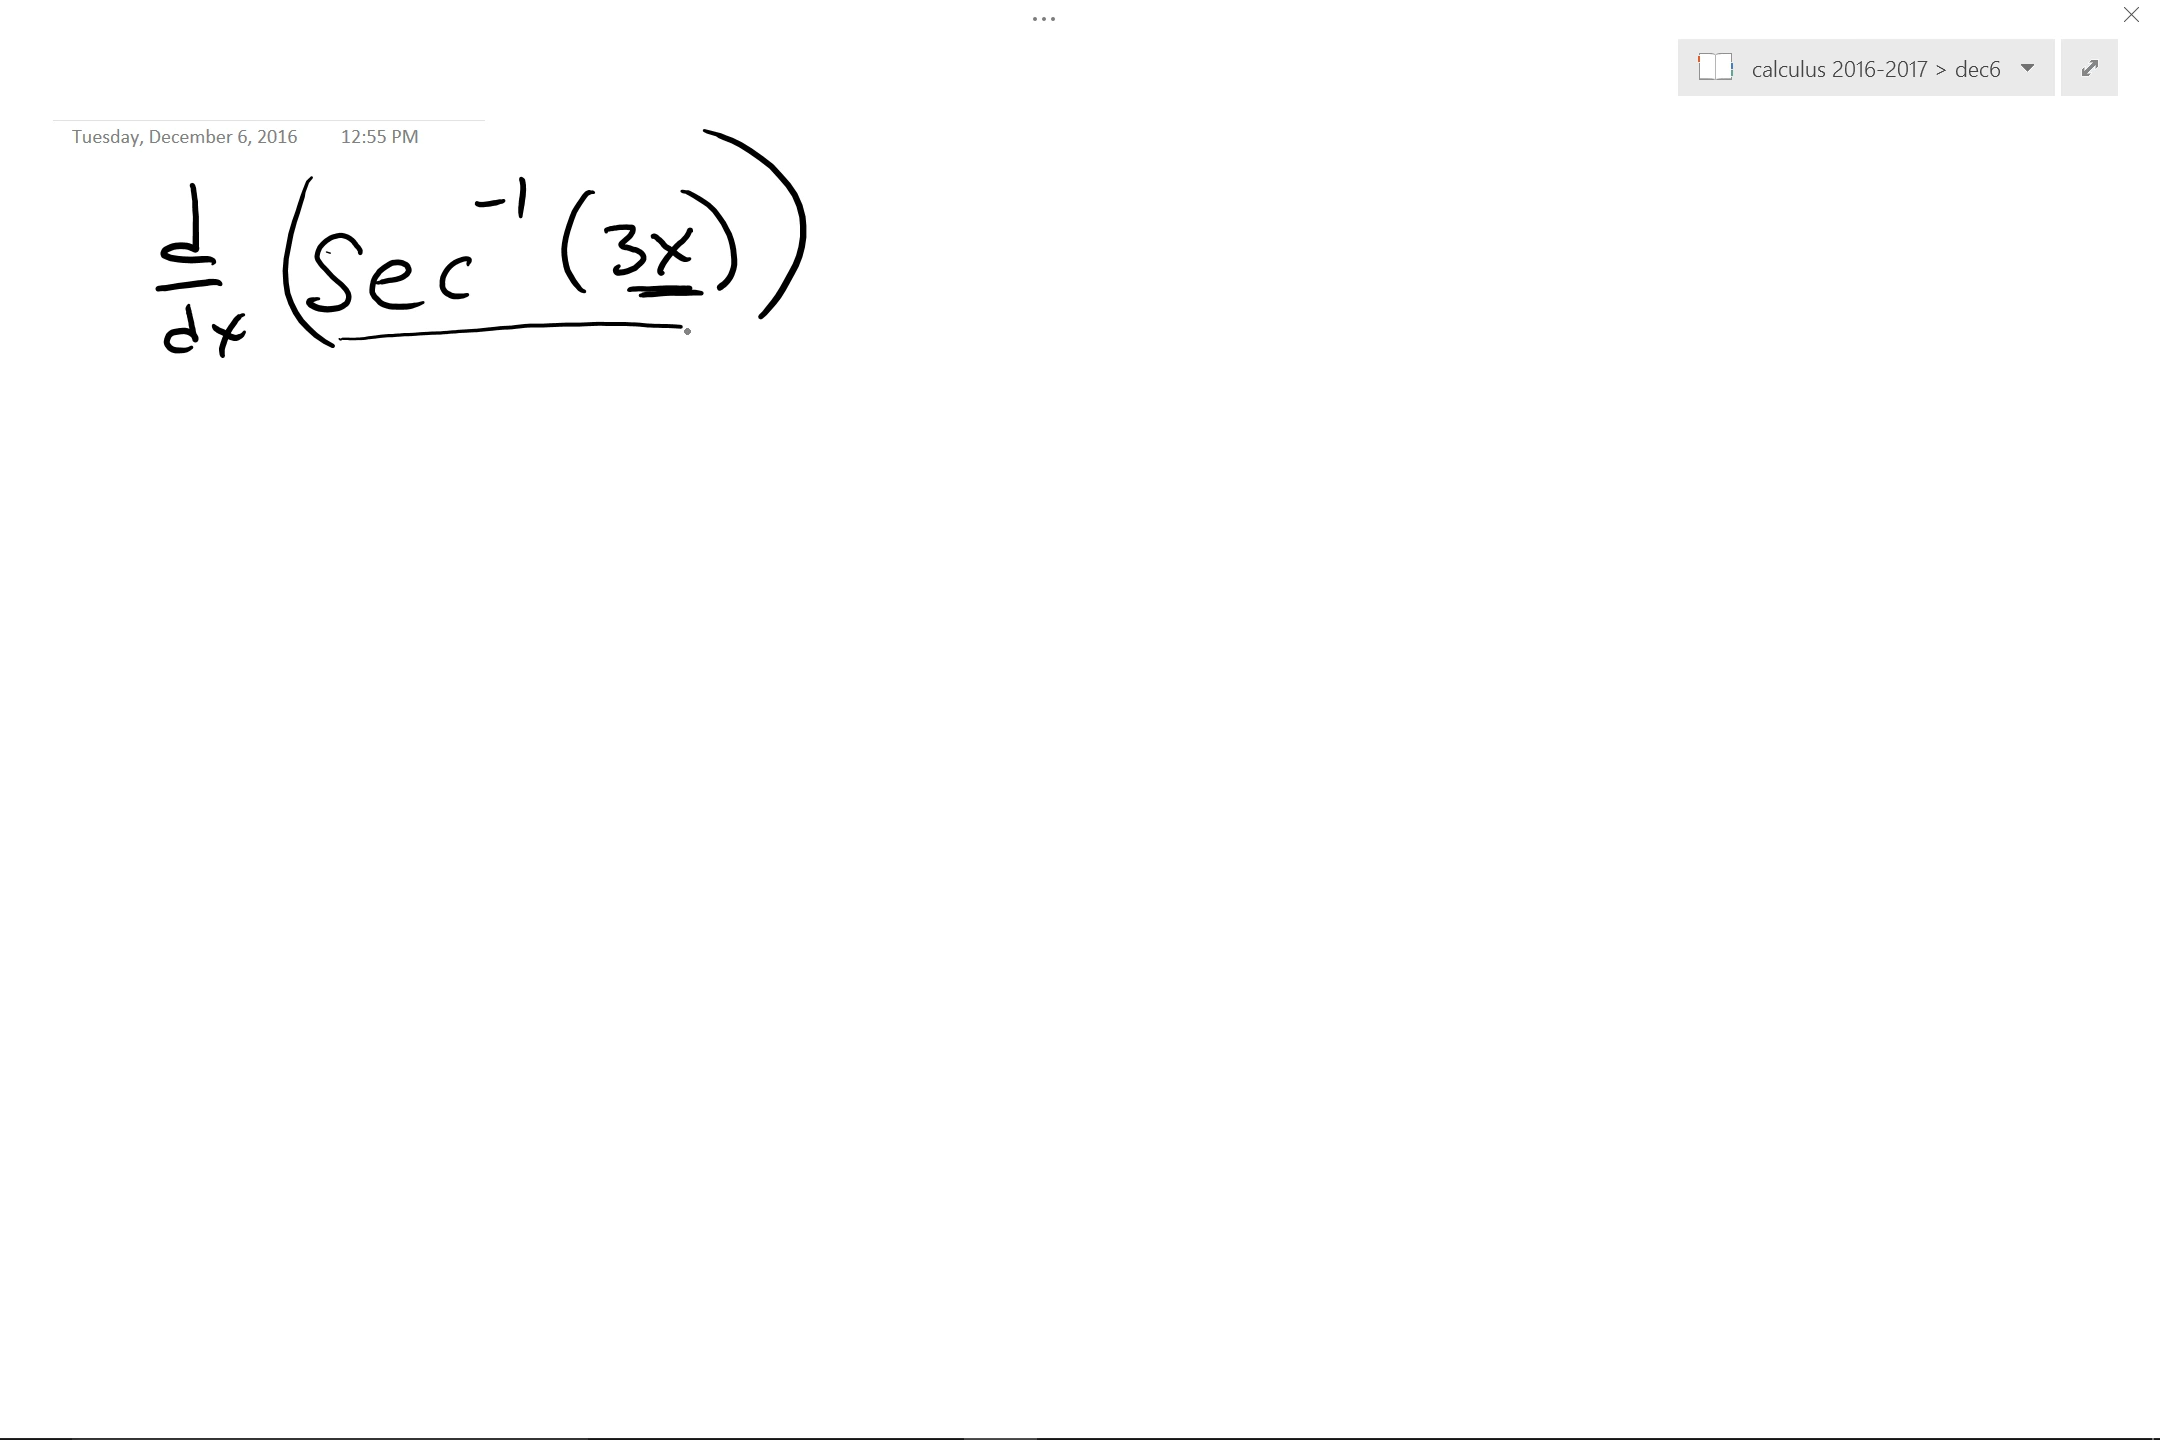 calculus 2016-2017 > dec6
Tuesday, December 6, 2016 12:55 PM
d/dx (sec⁻¹(3x))